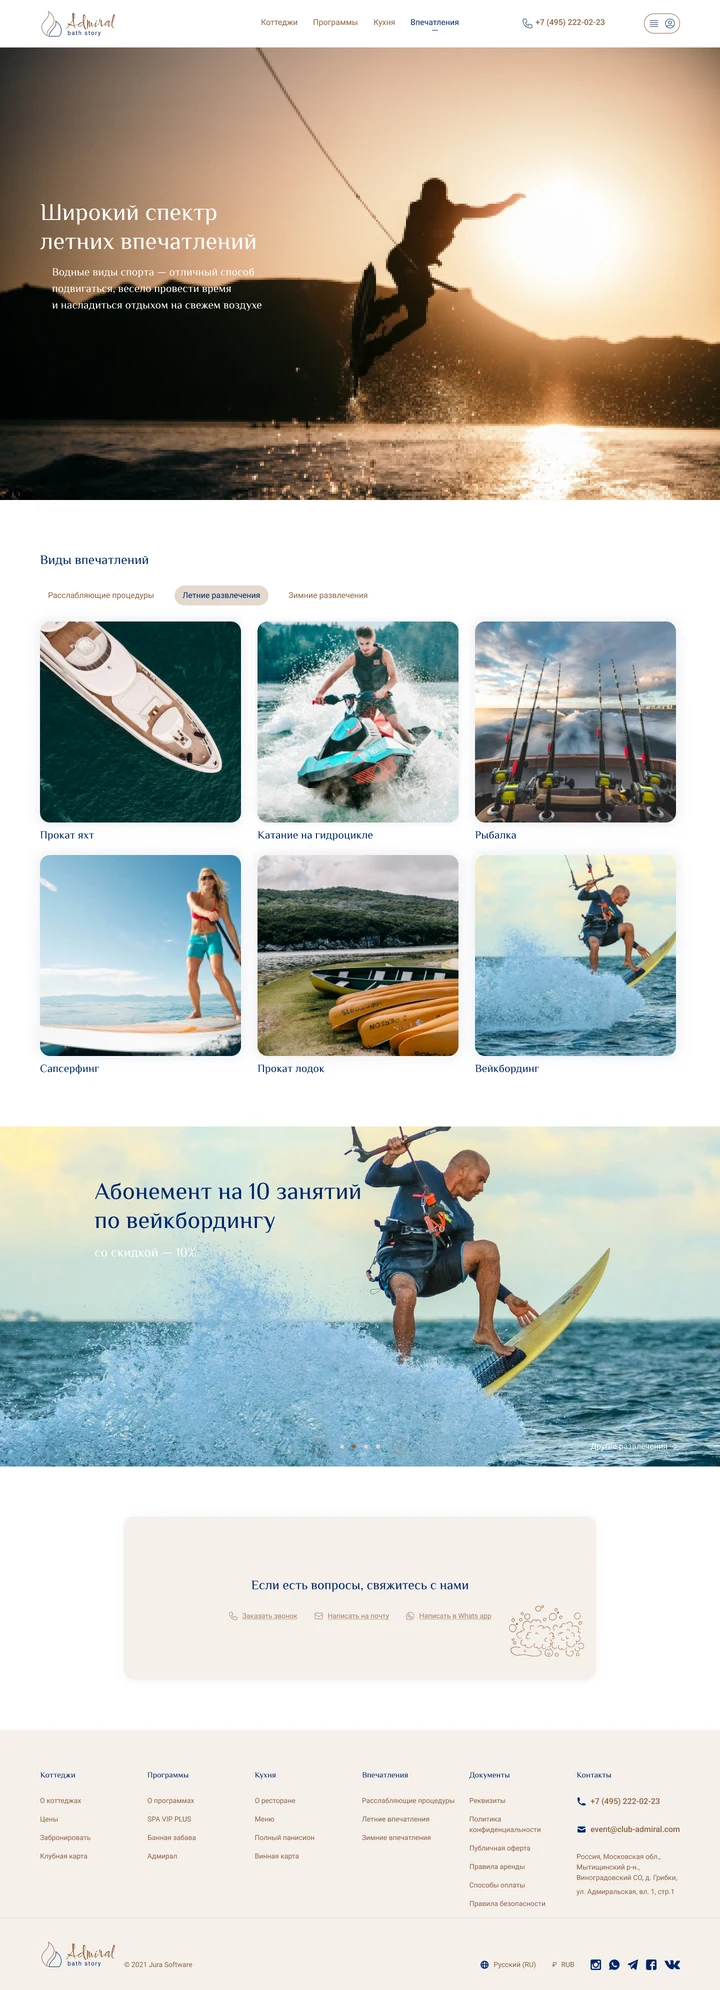 Admiral
bath story
Коттеджи
Программы
Кухня
Впечатления
+7 (495) 222-02-23
Широкий спектр
летних впечатлений
Водные виды спорта — отличный способ
подвигаться, весело провести время
и насладиться отдыхом на свежем воздухе
Виды впечатлений
Расслабляющие процедуры
Летние развлечения
Зимние развлечения
Прокат яхт
Катание на гидроцикле
Рыбалка
Сапсерфинг
Прокат лодок
Вейкбординг
Абонемент на 10 занятий
по вейкбордингу
со скидкой — 10%
Другие развлечения →
Если есть вопросы, свяжитесь с нами
Заказать звонок
Написать на почту
Написать в Whats app
Коттеджи
О коттеджах
Цены
Забронировать
Клубная карта
Программы
О программах
SPA VIP PLUS
Банная забава
Адмирал
Кухня
О ресторане
Меню
Полный панисион
Винная карта
Впечатления
Расслабляющие процедуры
Летние впечатления
Зимние впечатления
Документы
Реквизиты
Политика
конфиденциальности
Публичная оферта
Правила аренды
Способы оплаты
Правила безопасности
Контакты
+7 (495) 222-02-23
event@club-admiral.com
Россия, Московская обл.,
Мытищинский р-н.,
Виноградовский СО, д. Грибки,
ул. Адмиральская, вл. 1, стр.1
Admiral
bath story
© 2021 Jura Software
Русский (RU)
₽ RUB